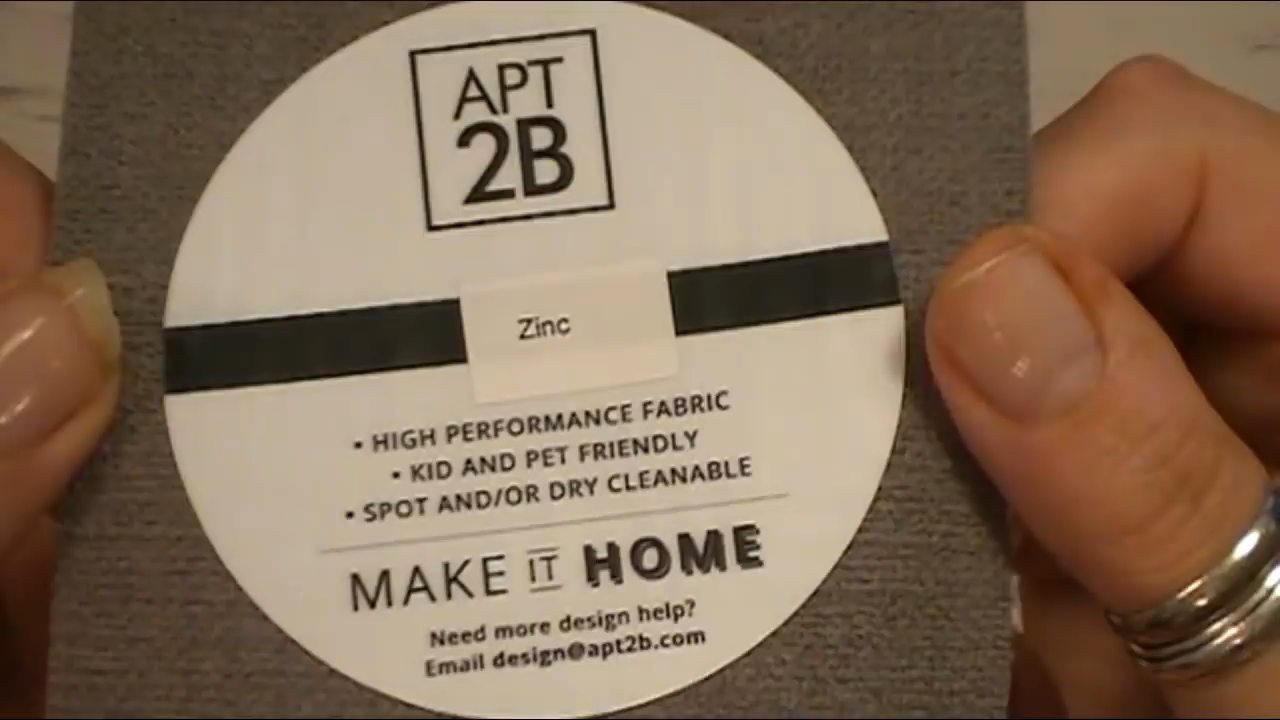 APT
2B
Zinc
• HIGH PERFORMANCE FABRIC
• KID AND PET FRIENDLY
• SPOT AND/OR DRY CLEANABLE
MAKE IT HOME
Need more design help?
Email design@apt2b.com